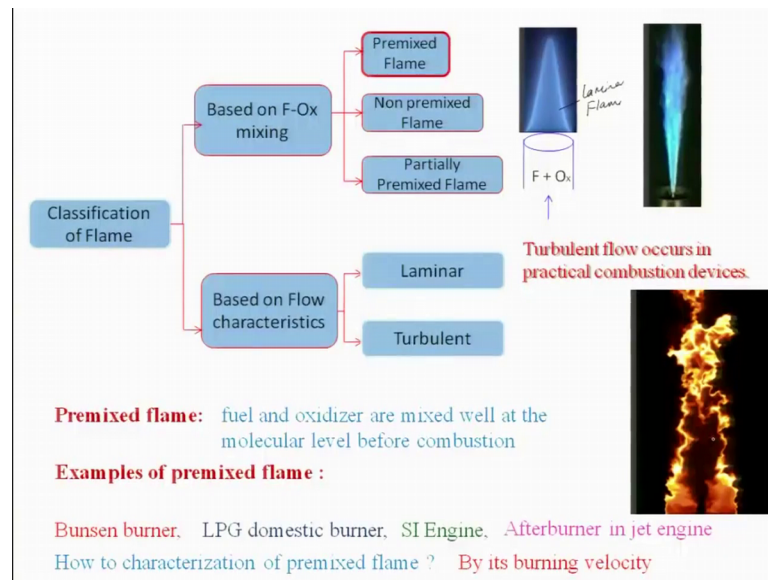 Premixed
Flame
Based on F-Ox
mixing
Non premixed
Flame
Lamina
Flam
Partially
Premixed Flame
F + Ox
Classification
of Flame
Turbulent flow occurs in
practical combustion devices.
Laminar
Based on Flow
characteristics
Turbulent
Premixed flame: fuel and oxidizer are mixed well at the
molecular level before combustion
Examples of premixed flame :
Bunsen burner, LPG domestic burner, SI Engine, Afterburner in jet engine
How to characterization of premixed flame ? By its burning velocity